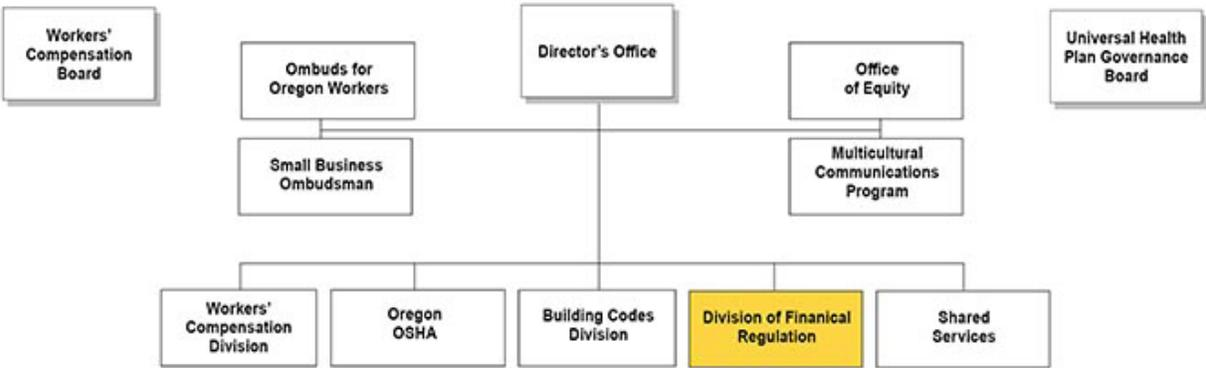 Workers'
Compensation
Board
Ombuds for
Oregon Workers
Director's Office
Office
of Equity
Universal Health
Plan Governance
Board
Small Business
Ombudsman
Multicultural
Communications
Program
Workers'
Compensation
Division
Oregon
OSHA
Building Codes
Division
Division of Finanical
Regulation
Shared
Services